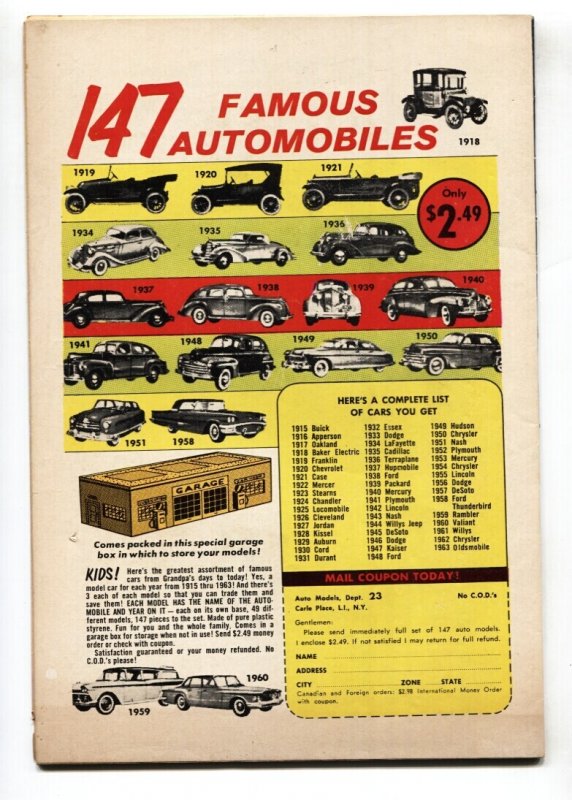 147 FAMOUS
AUTOMOBILES
1918
1919
1920
1921
Only
$2.49
1934
1935
1936
1937
1938
1939
1940
1941
1948
1949
1950
1951
1958
HERE'S A COMPLETE LIST
OF CARS YOU GET
1915 Buick
1916 Apperson
1917 Oakland
1918 Baker Electric
1919 Franklin
1920 Chevrolet
1921 Case
1922 Mercer
1923 Stearns
1924 Chandler
1925 Locomobile
1926 Cleveland
1927 Jordan
1928 Kissel
1929 Auburn
1930 Cord
1931 Durant
1932 Essex
1933 Dodge
1934 LaFayette
1935 Cadillac
1936 Terraplane
1937 Hupmobile
1938 Ford
1939 Packard
1940 Mercury
1941 Plymouth
1942 Lincoln
1943 Nash
1944 Willys Jeep
1945 DeSoto
1946 Dodge
1947 Kaiser
1948 Ford
1949 Hudson
1950 Chrysler
1951 Nash
1952 Plymouth
1953 Mercury
1954 Chrysler
1955 Lincoln
1956 Dodge
1957 DeSoto
1958 Ford
Thunderbird
1959 Rambler
1960 Valiant
1961 Willys
1962 Chrysler
1963 Oldsmobile
GARAGE
Comes packed in this special garage
box in which to store your models!
KIDS! Here's the greatest assortment of famous
cars from Grandpa's days to today! Yes, a
model car for each year from 1915 thru 1963! And there's
3 each of each model so that you can trade them and
save them! EACH MODEL HAS THE NAME OF THE AUTO-
MOBILE AND YEAR ON IT — each on its own base, 49 dif-
ferent models, 147 pieces to the set. Made of pure plastic
styrene. Fun for you and the whole family. Comes in a
garage box for storage when not in use! Send $2.49 money
order or check with coupon.
Satisfaction guaranteed or your money refunded. No
C.O.D.'s please!
1959
1960
MAIL COUPON TODAY!
Auto Models, Dept. 23 No C.O.D.'s
Carle Place, L.I., N.Y.
Gentlemen:
Please send immediately full set of 147 auto models.
I enclose $2.49. If not satisfied I may return for full refund.
NAME
ADDRESS
CITY ZONE STATE
Canadian and Foreign orders: $2.98 International Money Order
with coupon.